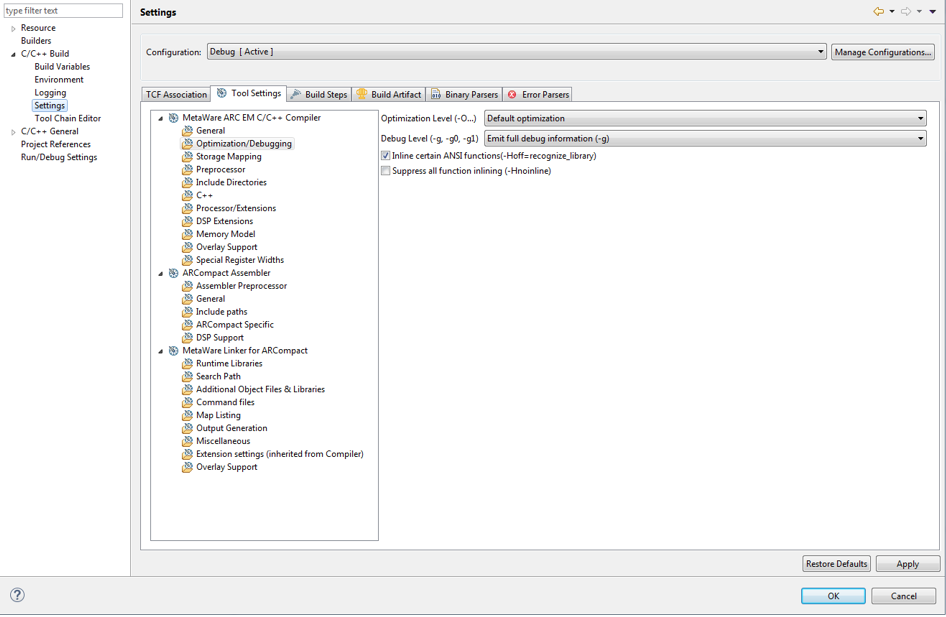 type filter text
Resource
Builders
C/C++ Build
Build Variables
Environment
Logging
Settings
Tool Chain Editor
C/C++ General
Project References
Run/Debug Settings
Settings
Configuration: Debug [ Active ] Manage Configurations...
TCF Association Tool Settings Build Steps Build Artifact Binary Parsers Error Parsers
MetaWare ARC EM C/C++ Compiler
General
Optimization/Debugging
Storage Mapping
Preprocessor
Include Directories
C++
Processor/Extensions
DSP Extensions
Memory Model
Overlay Support
Special Register Widths
ARCompact Assembler
Assembler Preprocessor
General
Include paths
ARCompact Specific
DSP Support
MetaWare Linker for ARCompact
Runtime Libraries
Search Path
Additional Object Files & Libraries
Command files
Map Listing
Output Generation
Miscellaneous
Extension settings (inherited from Compiler)
Overlay Support
Optimization Level (-O...) Default optimization
Debug Level (-g, -g0, -g1) Emit full debug information (-g)
Inline certain ANSI functions(-Hoff=recognize_library)
Suppress all function inlining (-Hnoinline)
Restore Defaults Apply
? OK Cancel